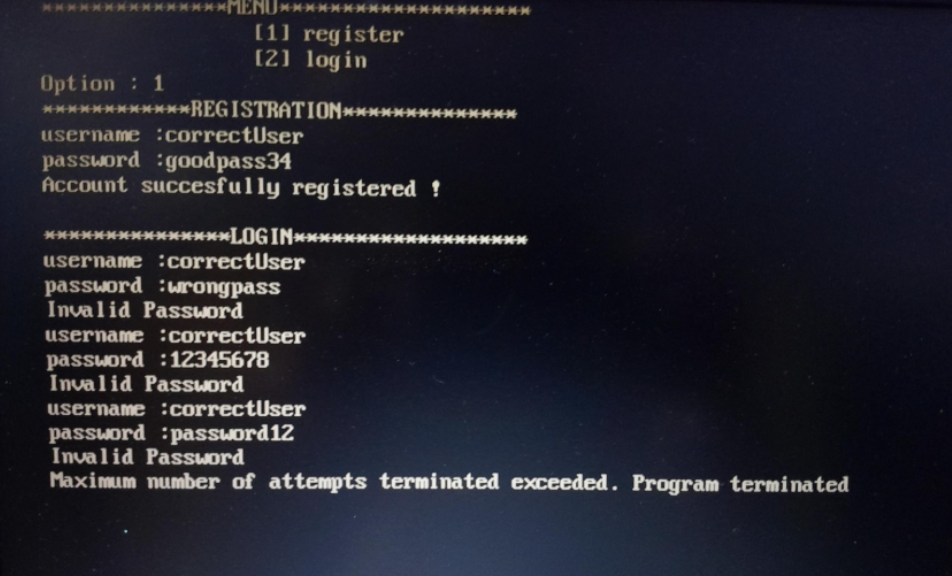 **************MENU********************
[1] register
[2] login
Option : 1
************REGISTRATION**************
username :correctUser
password :goodpass34
Account succesfully registered !
***************LOGIN*******************
username :correctUser
password :wrongpass
Invalid Password
username :correctUser
password :12345678
Invalid Password
username :correctUser
password :password12
Invalid Password
Maximum number of attempts terminated exceeded. Program terminated